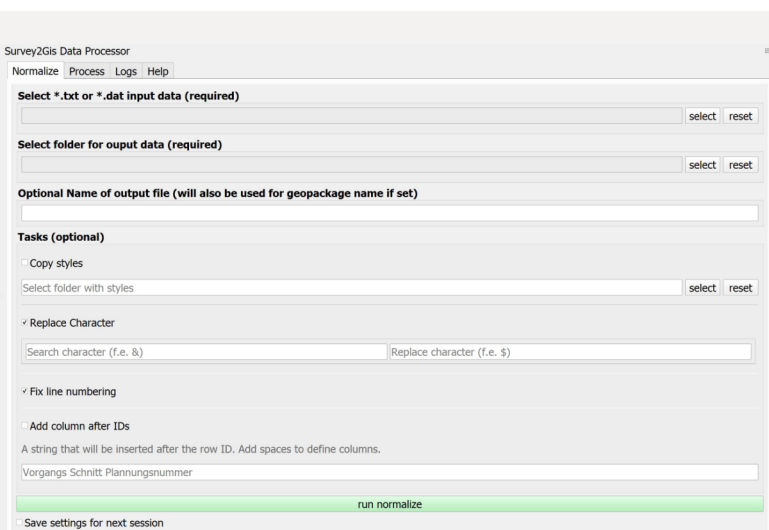 Survey2Gis Data Processor
Normalize Process Logs Help
Select *.txt or *.dat input data (required)
select reset
Select folder for ouput data (required)
select reset
Optional Name of output file (will also be used for geopackage name if set)
Tasks (optional)
Copy styles
Select folder with styles select reset
Replace Character
Search character (f.e. &) Replace character (f.e. $)
Fix line numbering
Add column after IDs
A string that will be inserted after the row ID. Add spaces to define columns.
Vorgangs Schnitt Plannungsnummer
run normalize
Save settings for next session